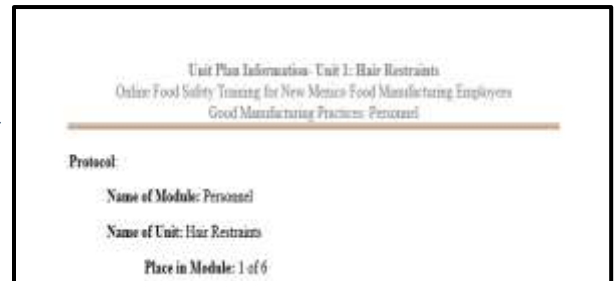 Unit Plan Information- Unit 1: Hair Restraints
Online Food Safety Training for New Mexico Food Manufacturing Employees
Good Manufacturing Practices: Personnel
Protocol:
Name of Module: Personnel
Name of Unit: Hair Restraints
Place in Module: 1 of 6